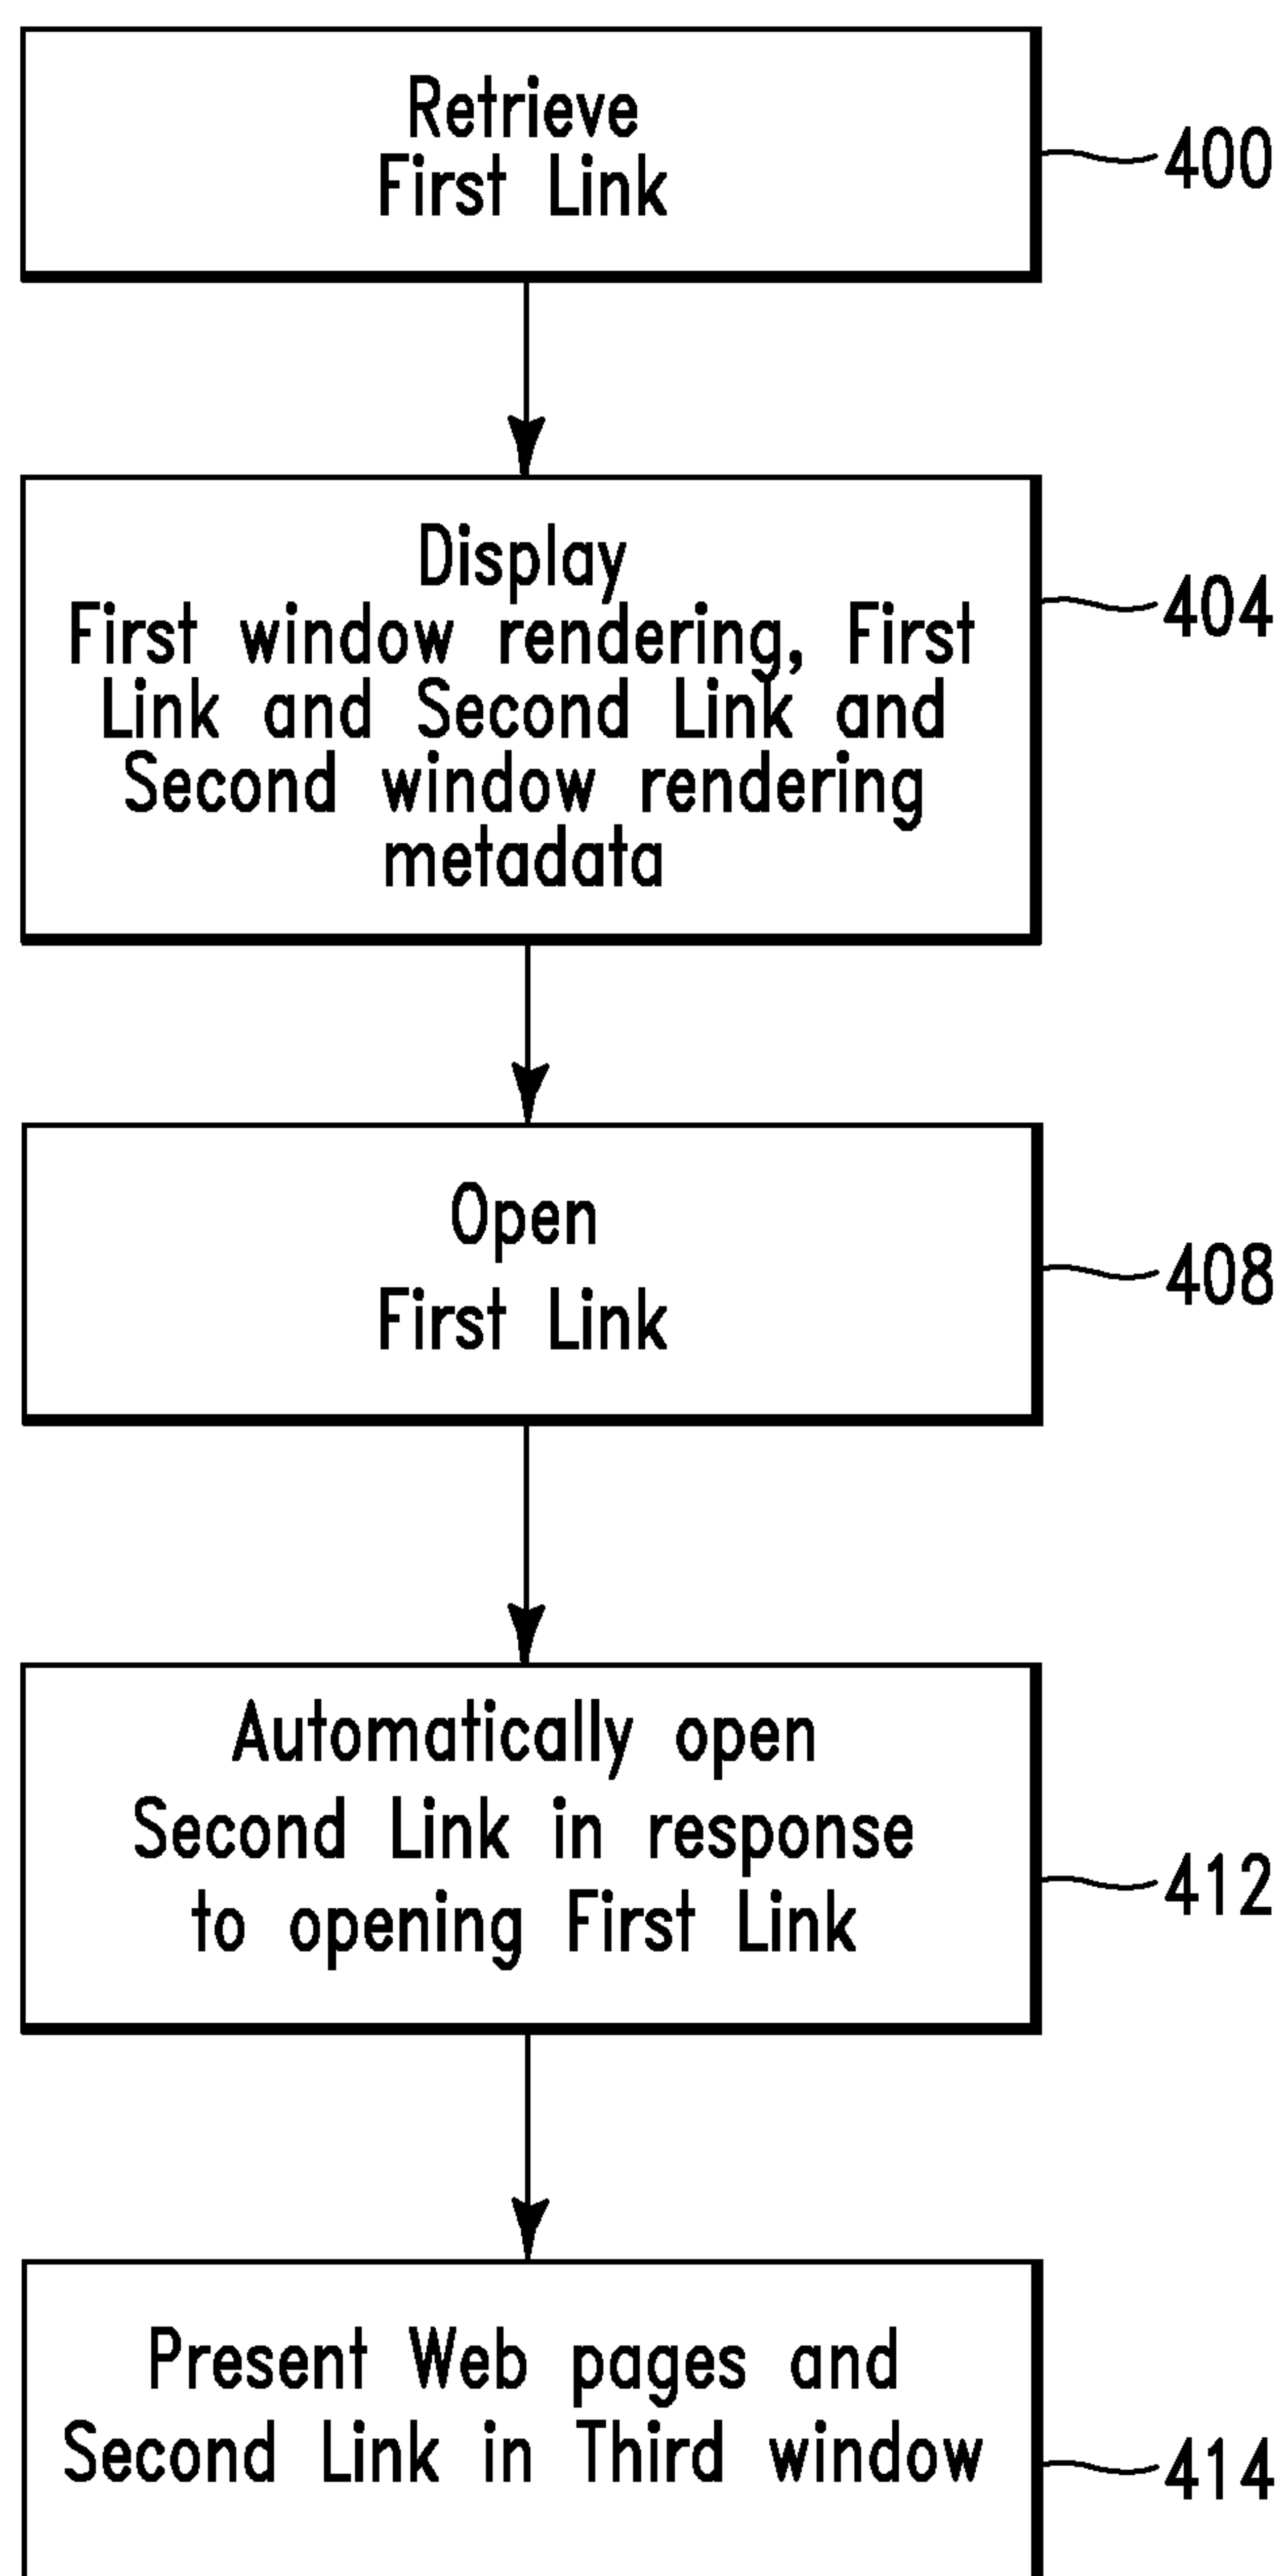 Retrieve
First Link
400
Display
First window rendering, First
Link and Second Link and
Second window rendering
metadata
404
Open
First Link
408
Automatically open
Second Link in response
to opening First Link
412
Present Web pages and
Second Link in Third window
414